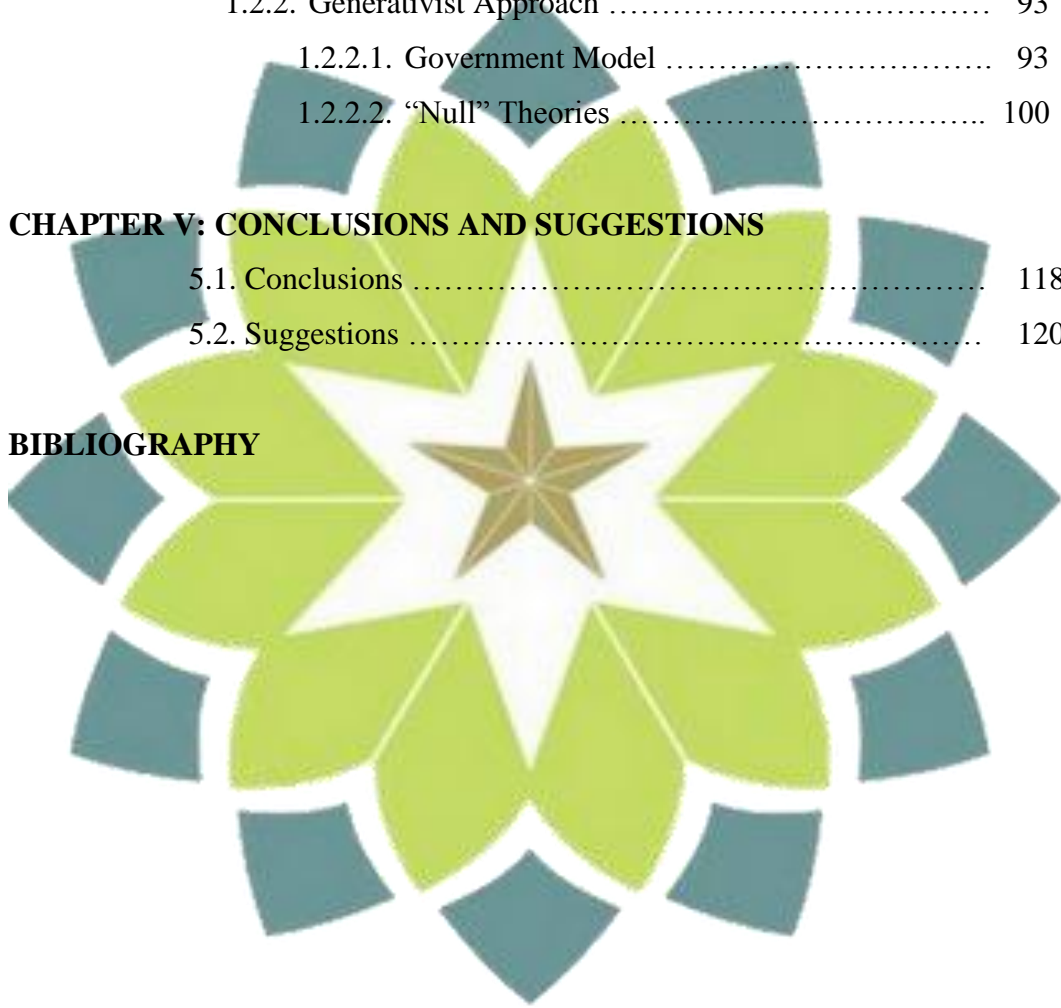 1.2.2. Generativist Approach ……………………………… 93
1.2.2.1. Government Model …………………………. 93
1.2.2.2. “Null” Theories …………………………….. 100
CHAPTER V: CONCLUSIONS AND SUGGESTIONS
5.1. Conclusions ……………………………………………… 118
5.2. Suggestions ……………………………………………… 120
BIBLIOGRAPHY